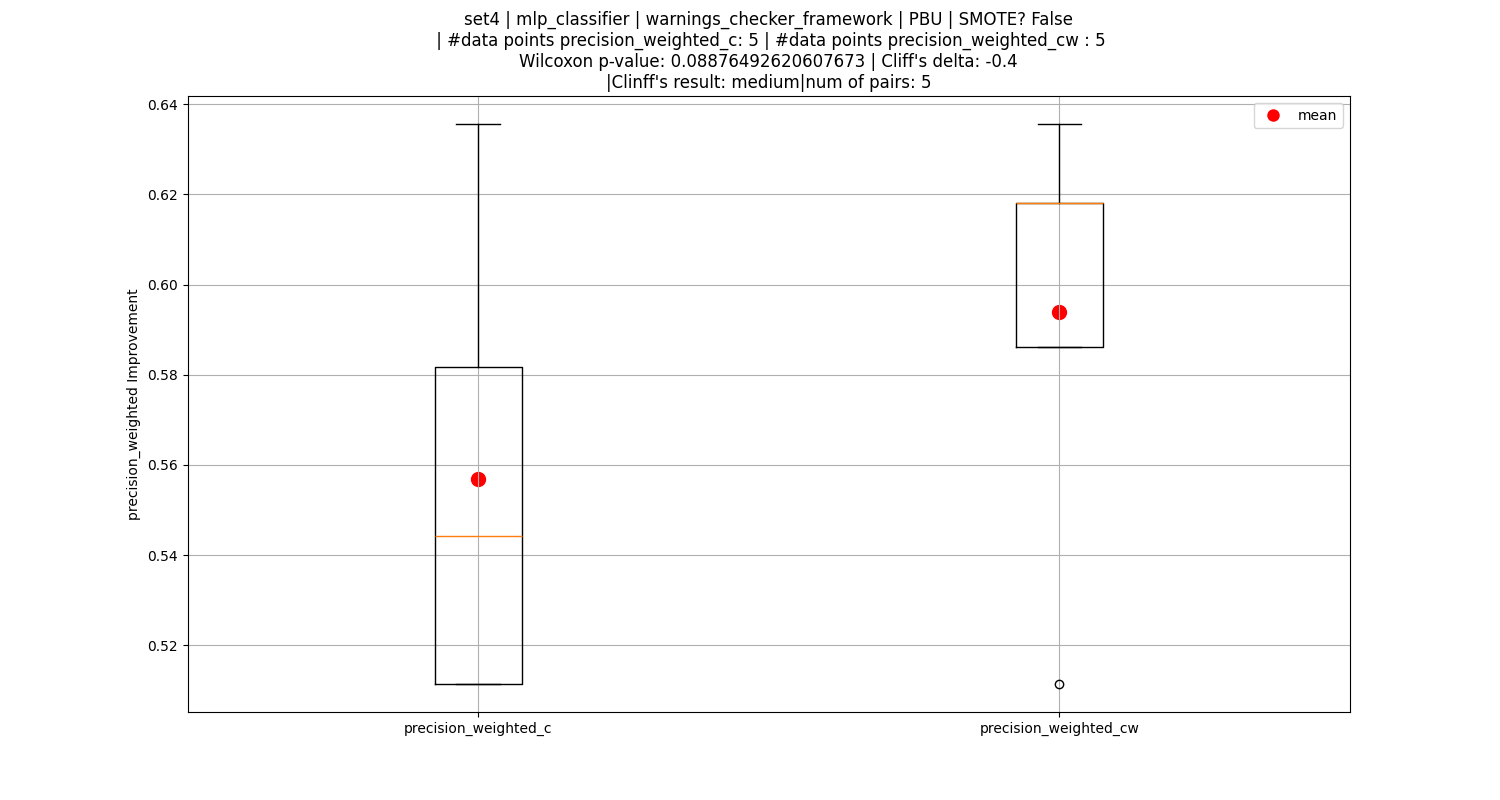 set4 | mlp_classifier | warnings_checker_framework | PBU | SMOTE? False
| #data points precision_weighted_c: 5 | #data points precision_weighted_cw : 5
Wilcoxon p-value: 0.08876492620607673 | Cliff's delta: -0.4
|Clinff's result: medium|num of pairs: 5
mean
precision_weighted Improvement
0.64
0.62
0.60
0.58
0.56
0.54
0.52
precision_weighted_c
precision_weighted_cw